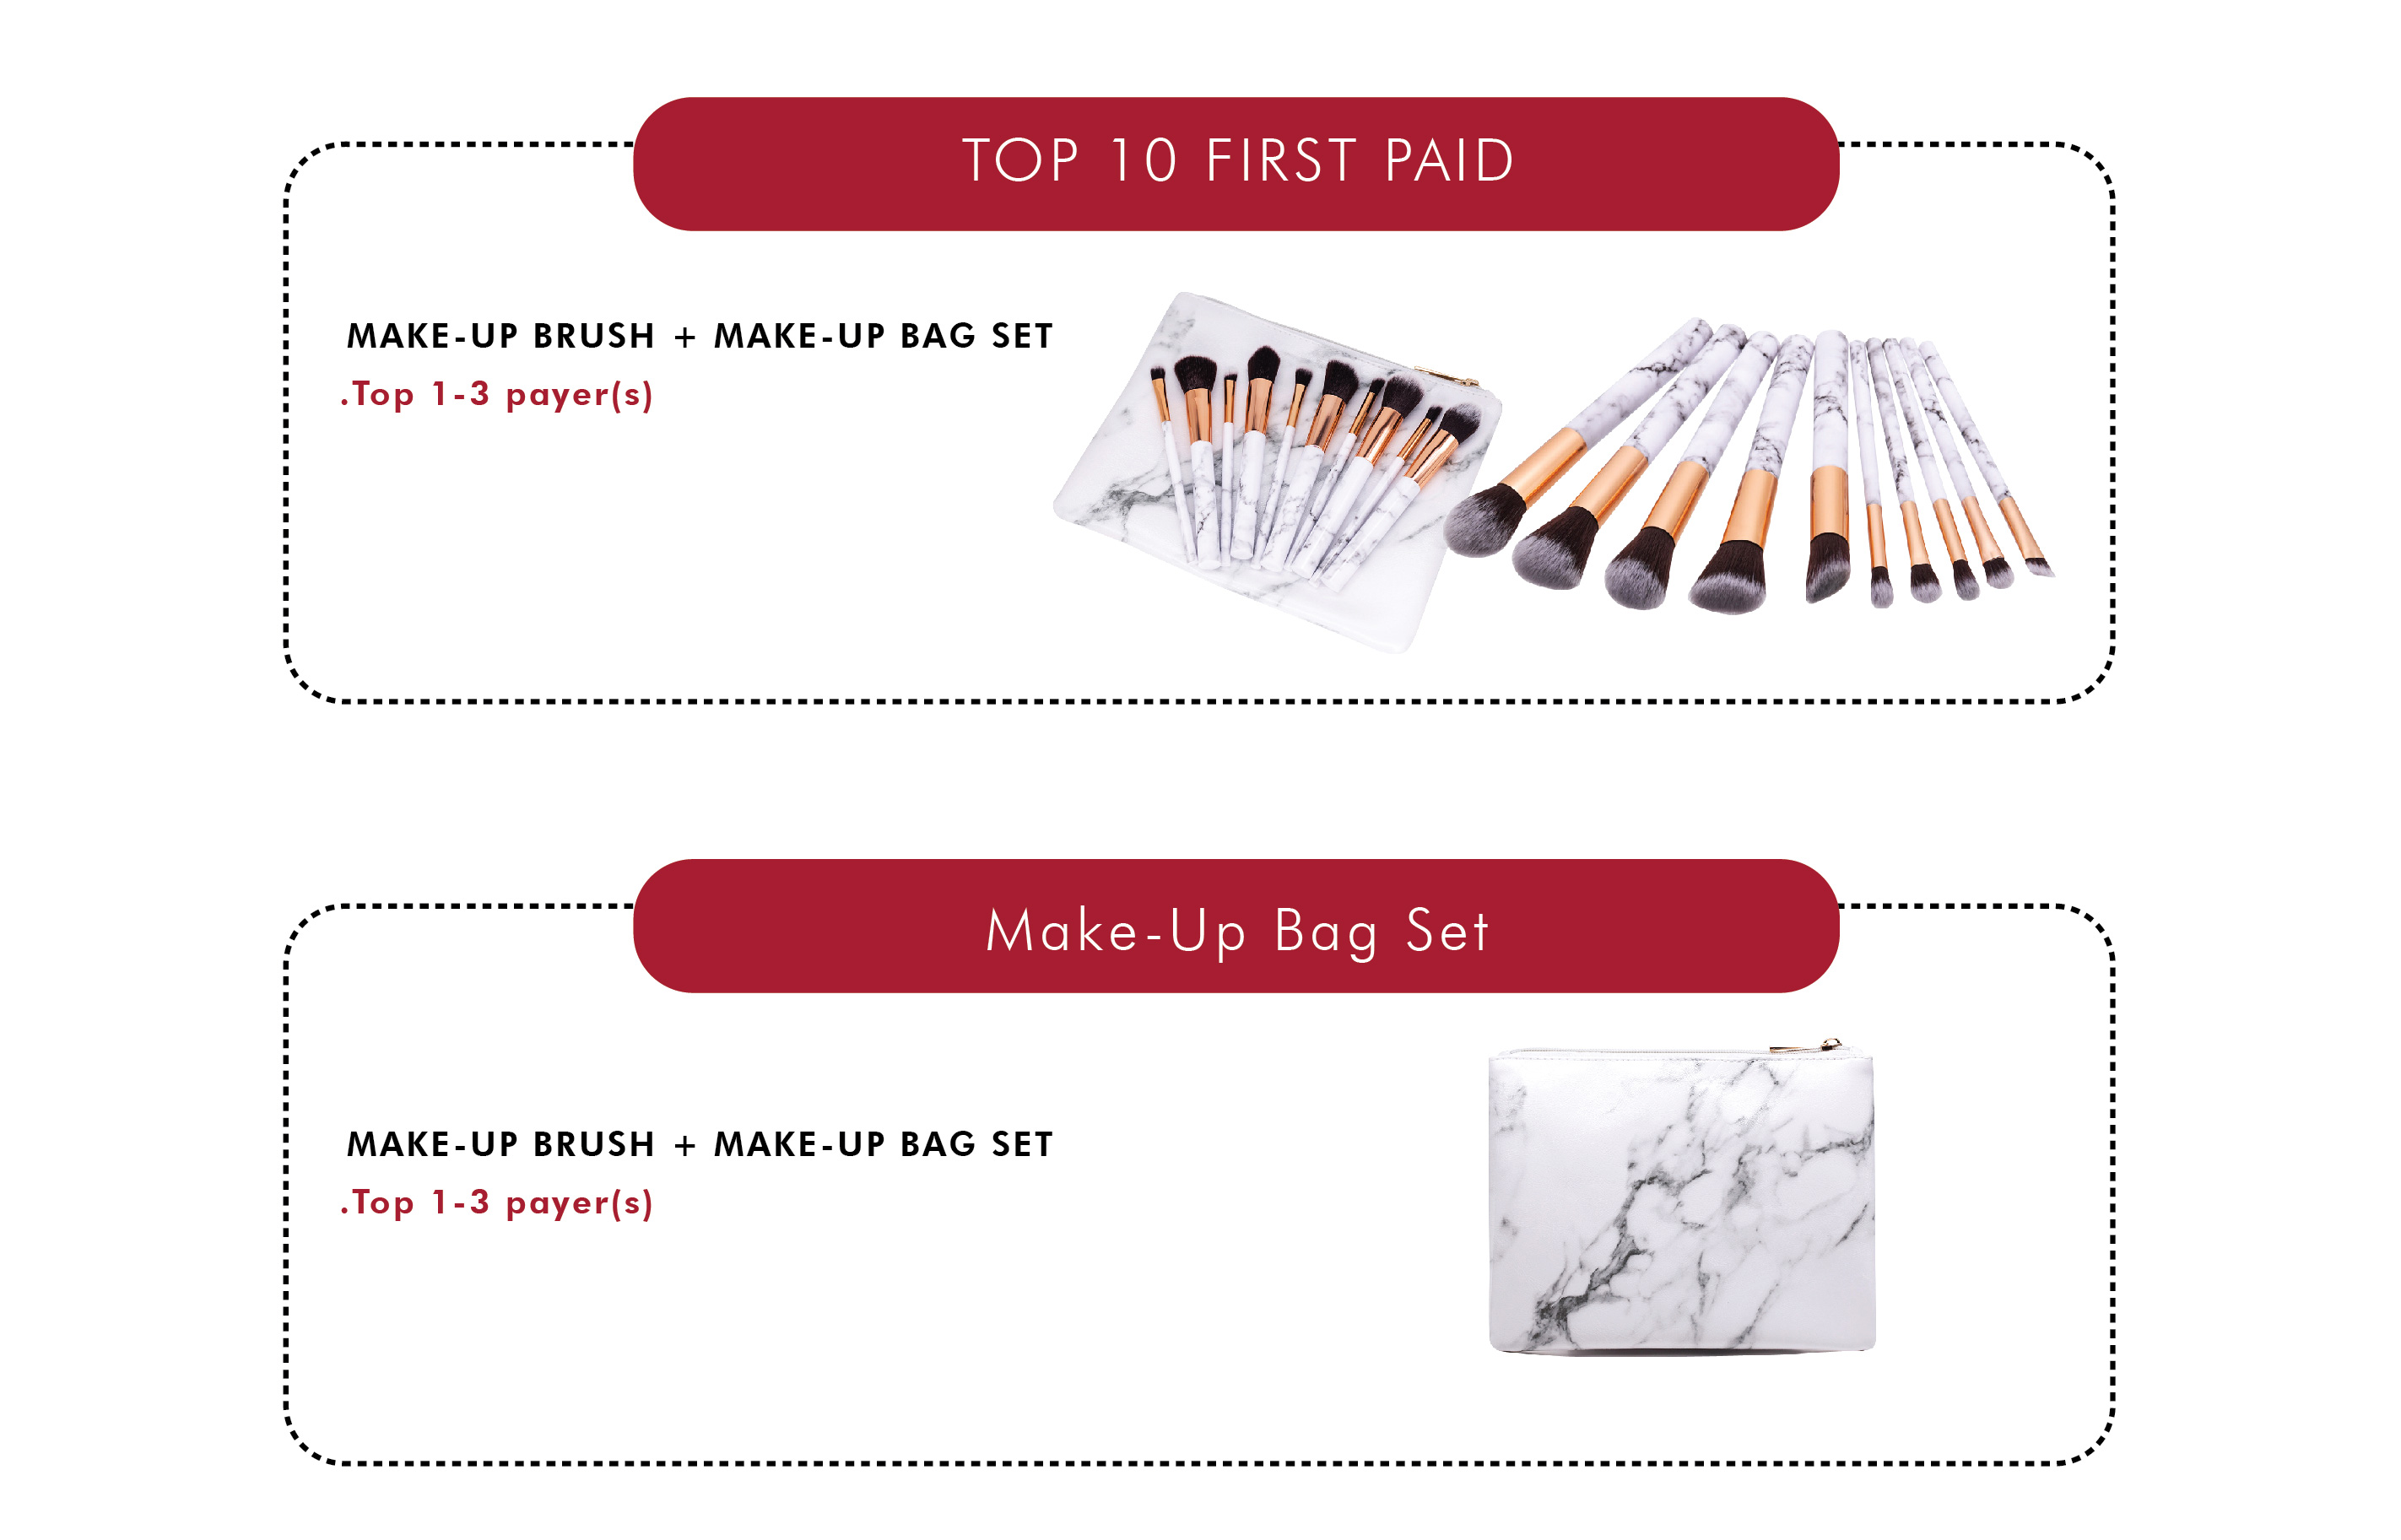 TOP 10 FIRST PAID
MAKE-UP BRUSH + MAKE-UP BAG SET
.Top 1-3 payer(s)
Make-Up Bag Set
MAKE-UP BRUSH + MAKE-UP BAG SET
.Top 1-3 payer(s)